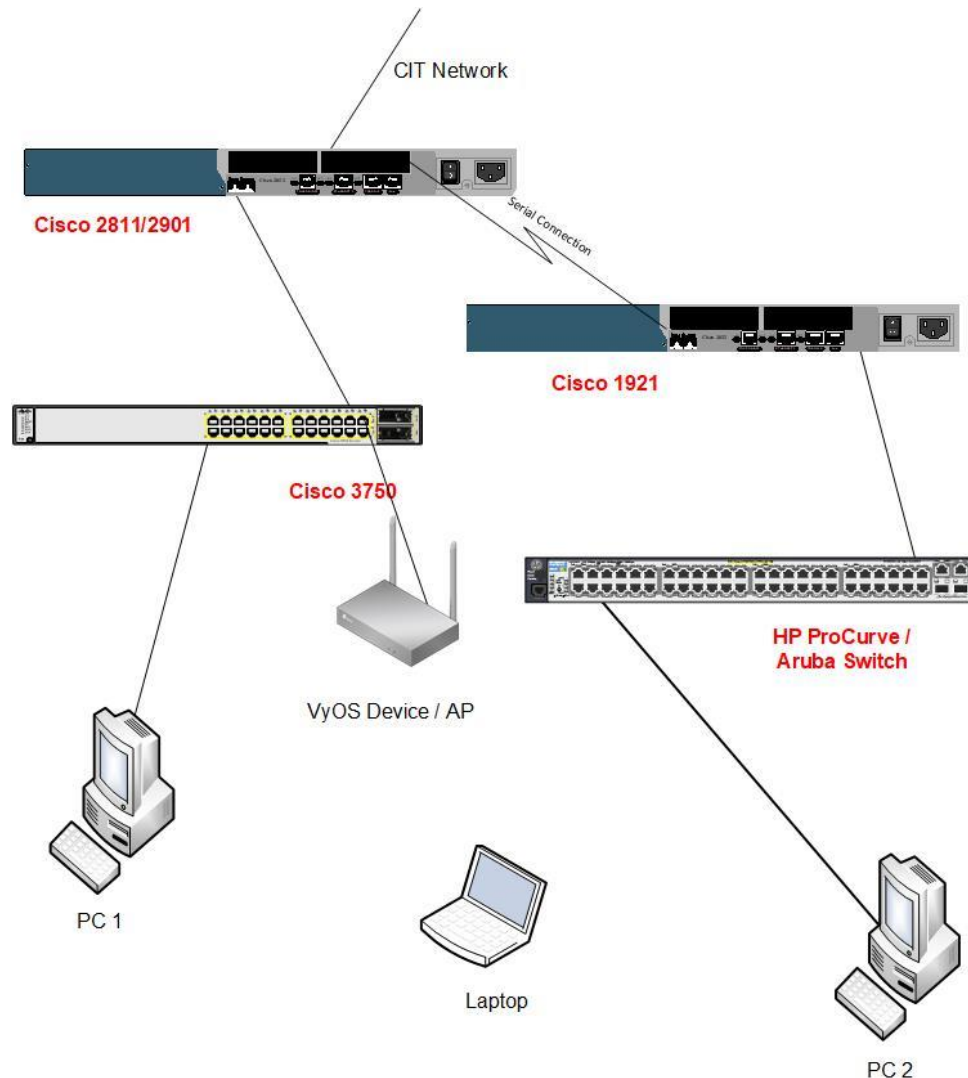 CIT Network
Cisco 2811/2901
Serial Connection
Cisco 1921
Cisco 3750
HP ProCurve /
Aruba Switch
VyOS Device / AP
PC 1
Laptop
PC 2